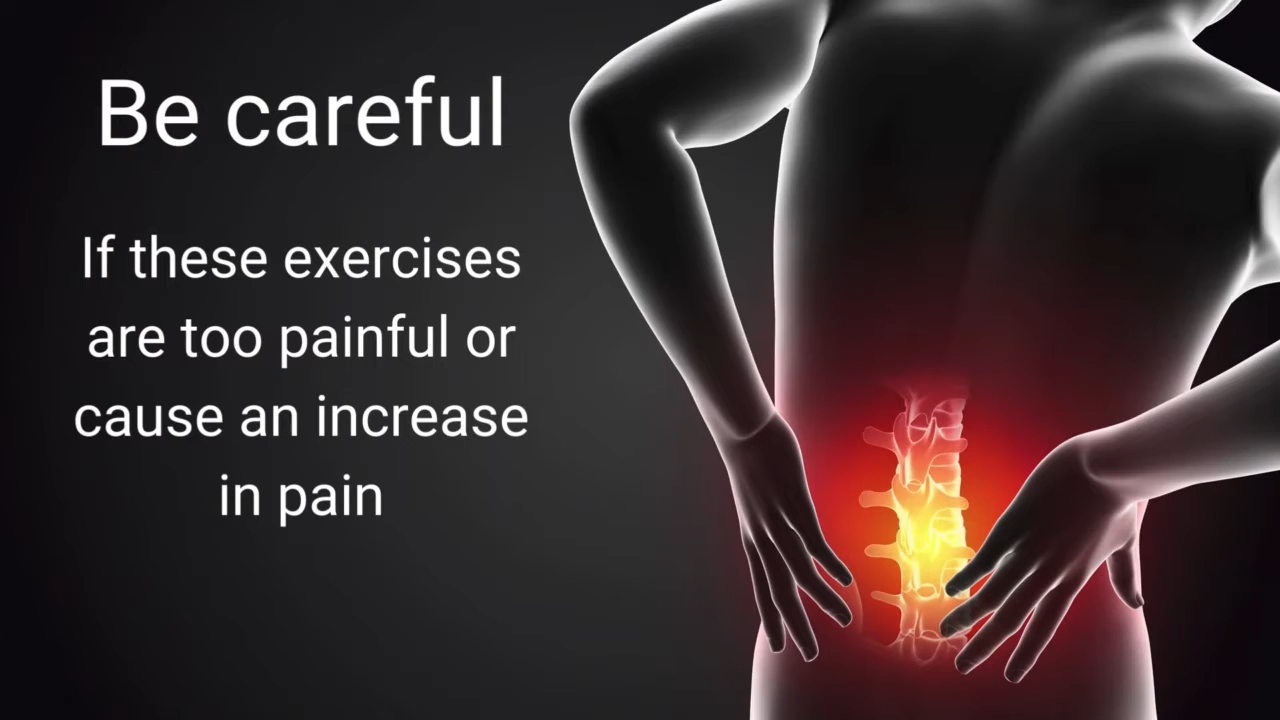 Be careful
If these exercises
are too painful or
cause an increase
in pain